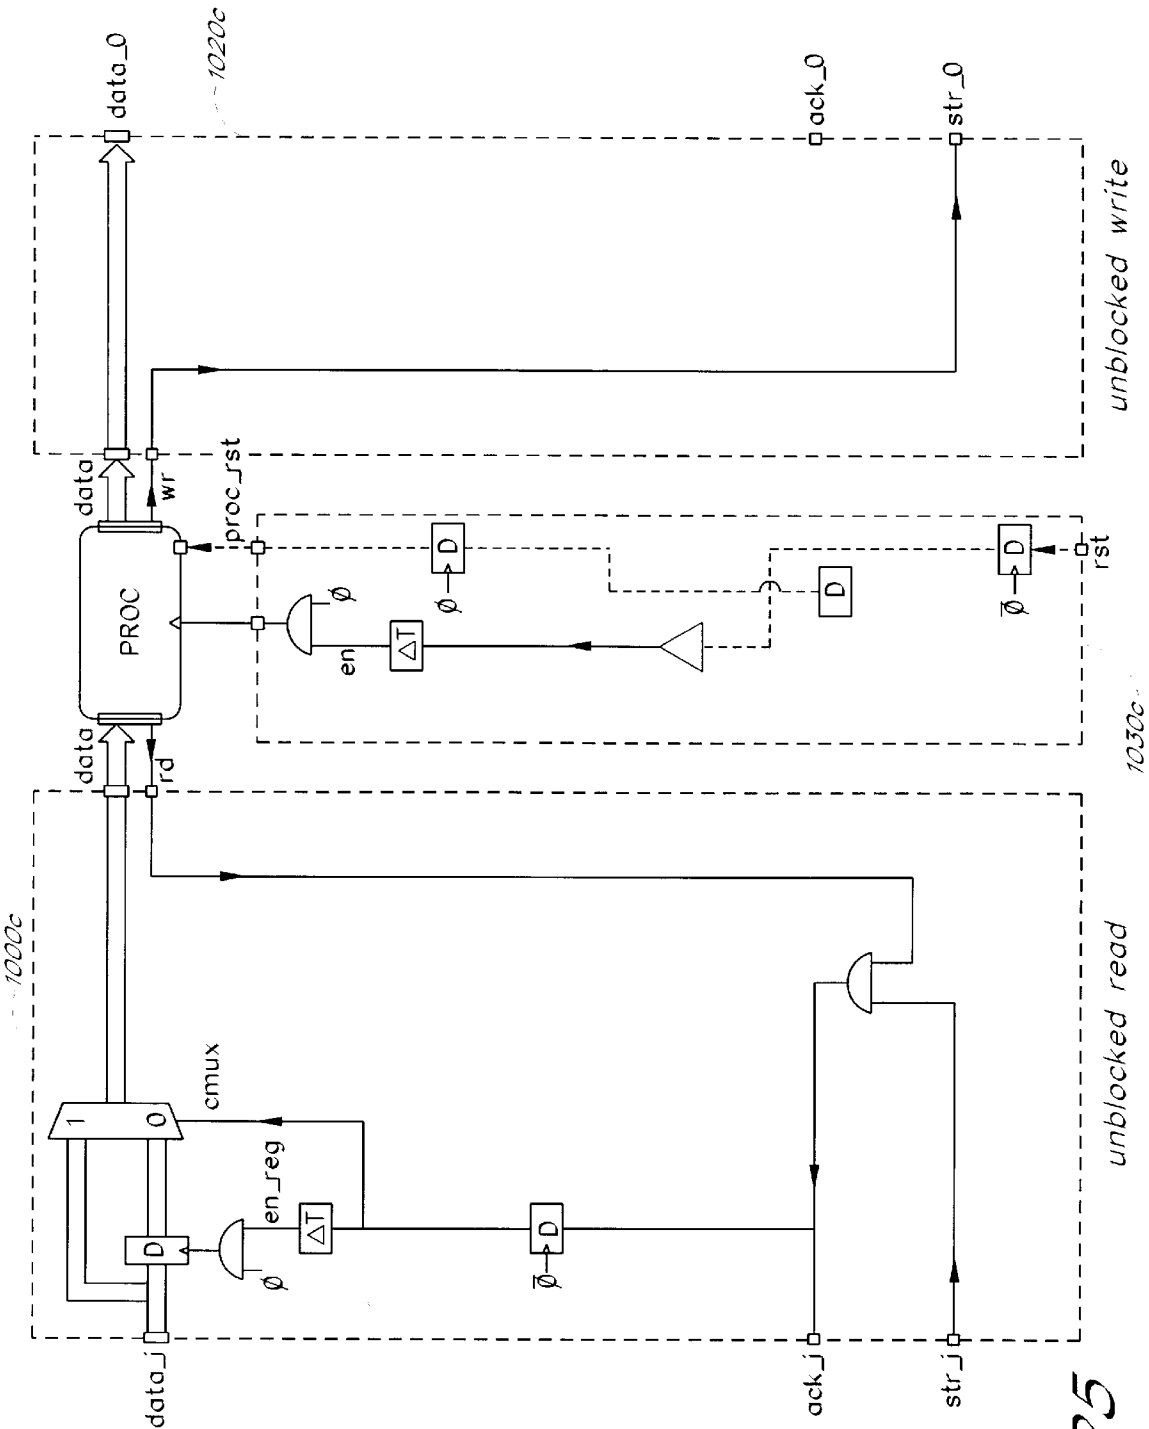 1000c
1020c
data_i
D
1
0
cmux
en_reg
Ø
ΔT
Ø̅
D
ack_i
str_i
unblocked read
data
rd
PROC
data
wr
proc_rst
Ø
en
ΔT
Ø
D
D
Ø̅
D
rst
1030c
data_0
ack_0
str_0
unblocked write